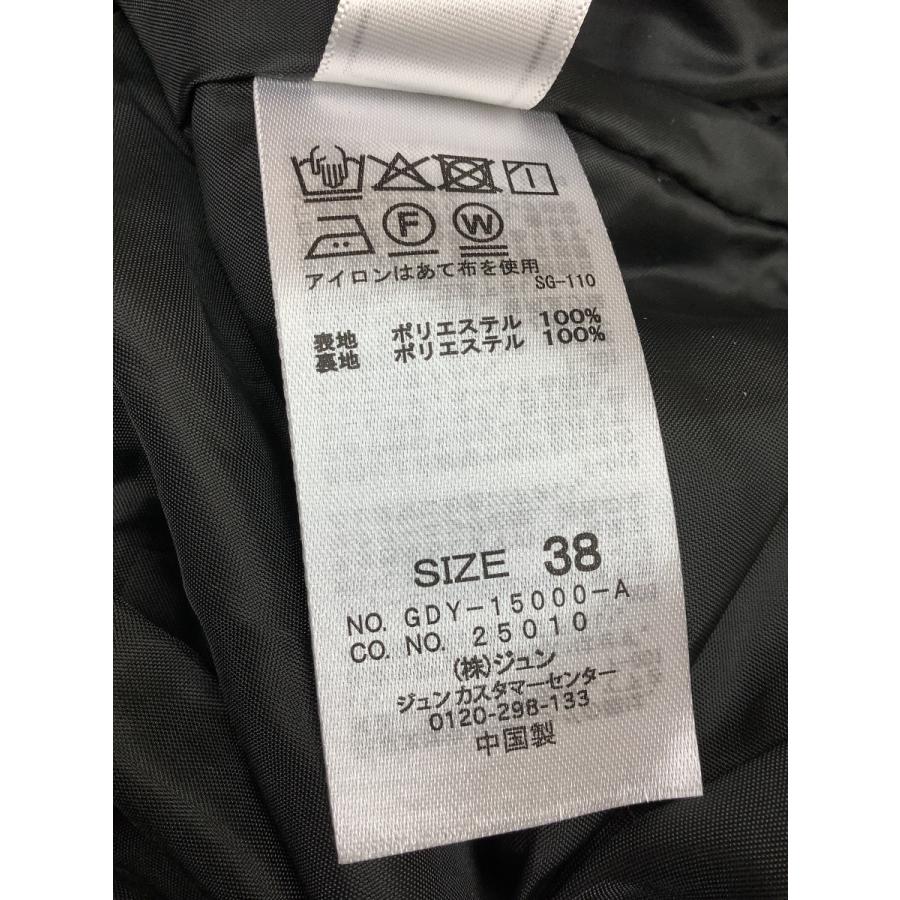 F W
アイロンはあて布を使用
SG-110
表地 ポリエステル 100%
裏地 ポリエステル 100%
SIZE 38
NO. GDY-15000-A
CO. NO. 25010
(株)ジュン
ジュンカスタマーセンター
0120-298-133
中国製